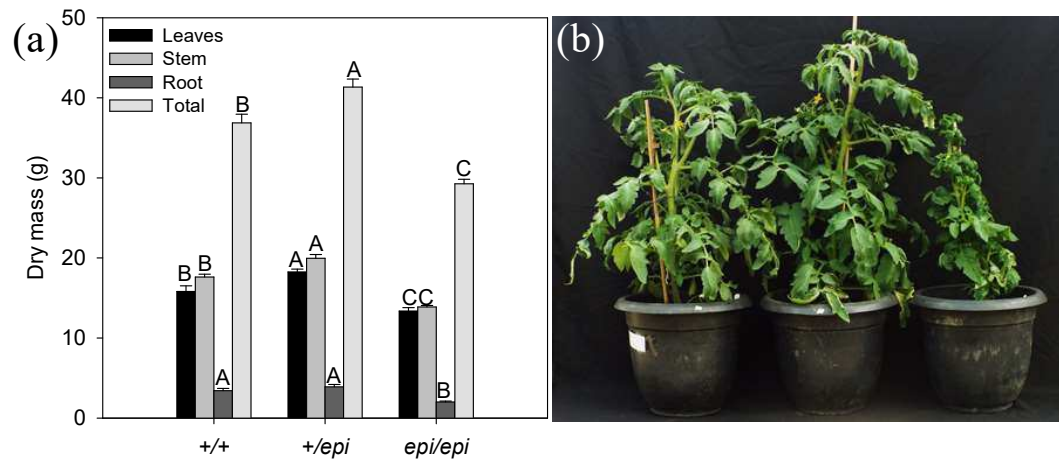 (a)
Leaves
Stem
Root
Total
Dry mass (g)
50
40
30
20
10
0
B
B
A
B
A
A
A
A
C
C
B
C
+/+
+/epi
epi/epi
(b)